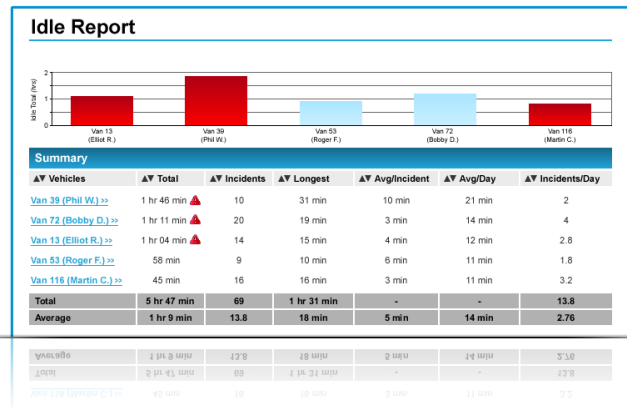 Idle Report
Idle Total (hrs)
2
1
0
Van 13 (Elliot R.)
Van 39 (Phil W.)
Van 53 (Roger F.)
Van 72 (Bobby D.)
Van 116 (Martin C.)
Summary
▲▼ Vehicles ▲▼ Total ▲▼ Incidents ▲▼ Longest ▲▼ Avg/Incident ▲▼ Avg/Day ▲▼ Incidents/Day
Van 39 (Phil W.) >> 1 hr 46 min 10 31 min 10 min 21 min 2
Van 72 (Bobby D.) >> 1 hr 11 min 20 19 min 3 min 14 min 4
Van 13 (Elliot R.) >> 1 hr 04 min 14 15 min 4 min 12 min 2.8
Van 53 (Roger F.) >> 58 min 9 10 min 6 min 11 min 1.8
Van 116 (Martin C.) >> 45 min 16 16 min 3 min 11 min 3.2
Total 5 hr 47 min 69 1 hr 31 min - - 13.8
Average 1 hr 9 min 13.8 18 min 5 min 14 min 2.76